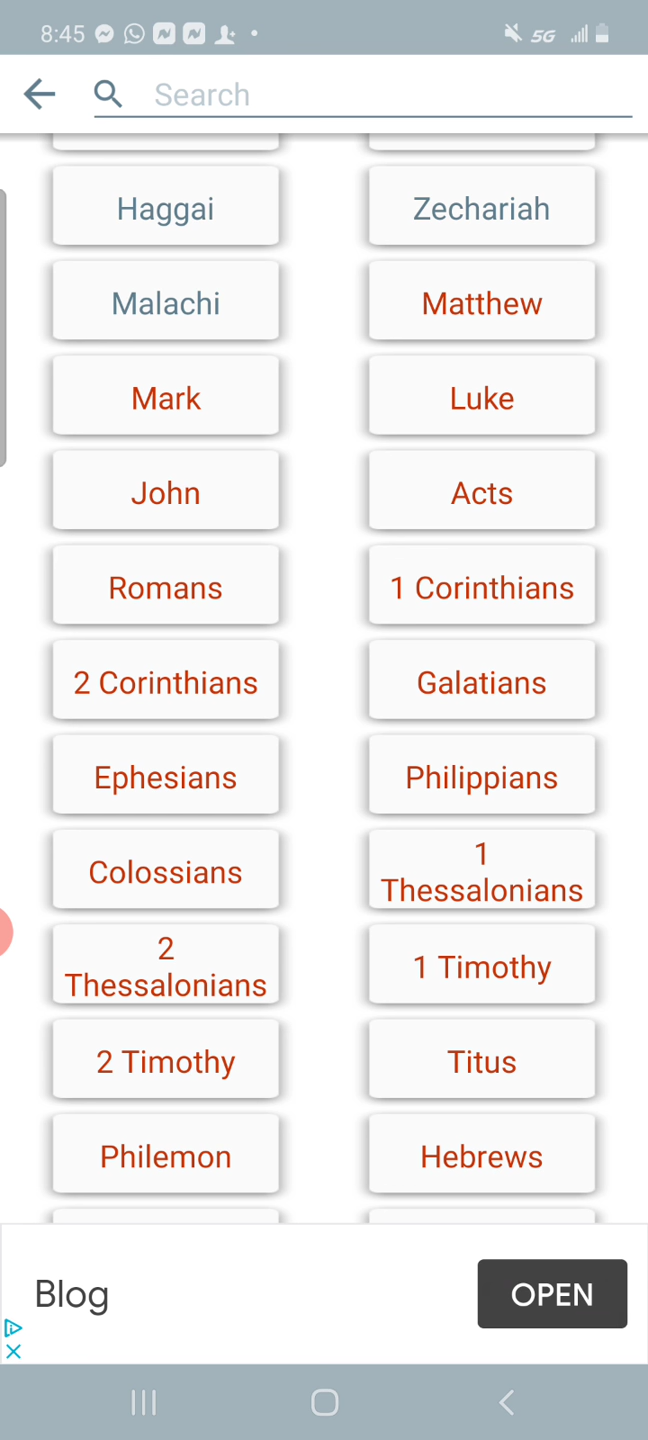 8:45
5G
Search
Haggai
Zechariah
Malachi
Matthew
Mark
Luke
John
Acts
Romans
1 Corinthians
2 Corinthians
Galatians
Ephesians
Philippians
Colossians
1
Thessalonians
2
Thessalonians
1 Timothy
2 Timothy
Titus
Philemon
Hebrews
Blog
OPEN